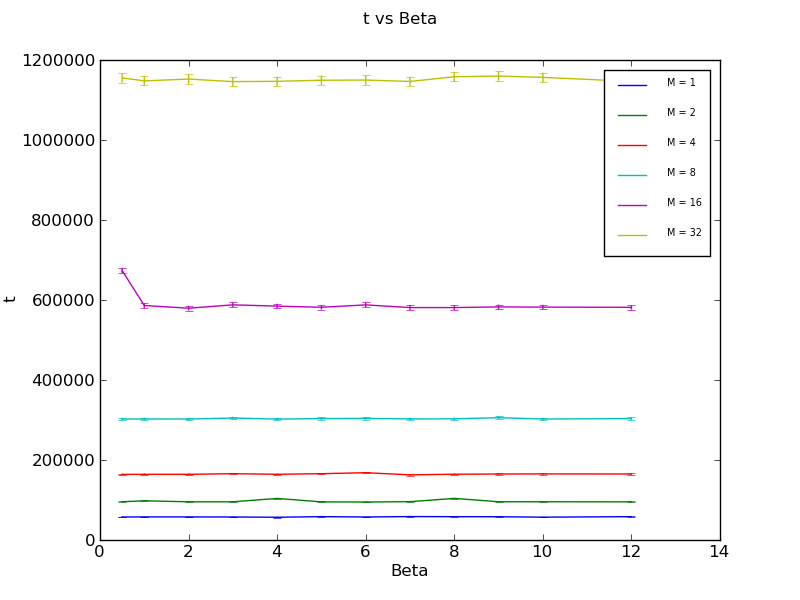 t vs Beta
1200000
1000000
800000
600000
400000
200000
0
t
0 2 4 6 8 10 12 14
Beta
M = 1
M = 2
M = 4
M = 8
M = 16
M = 32